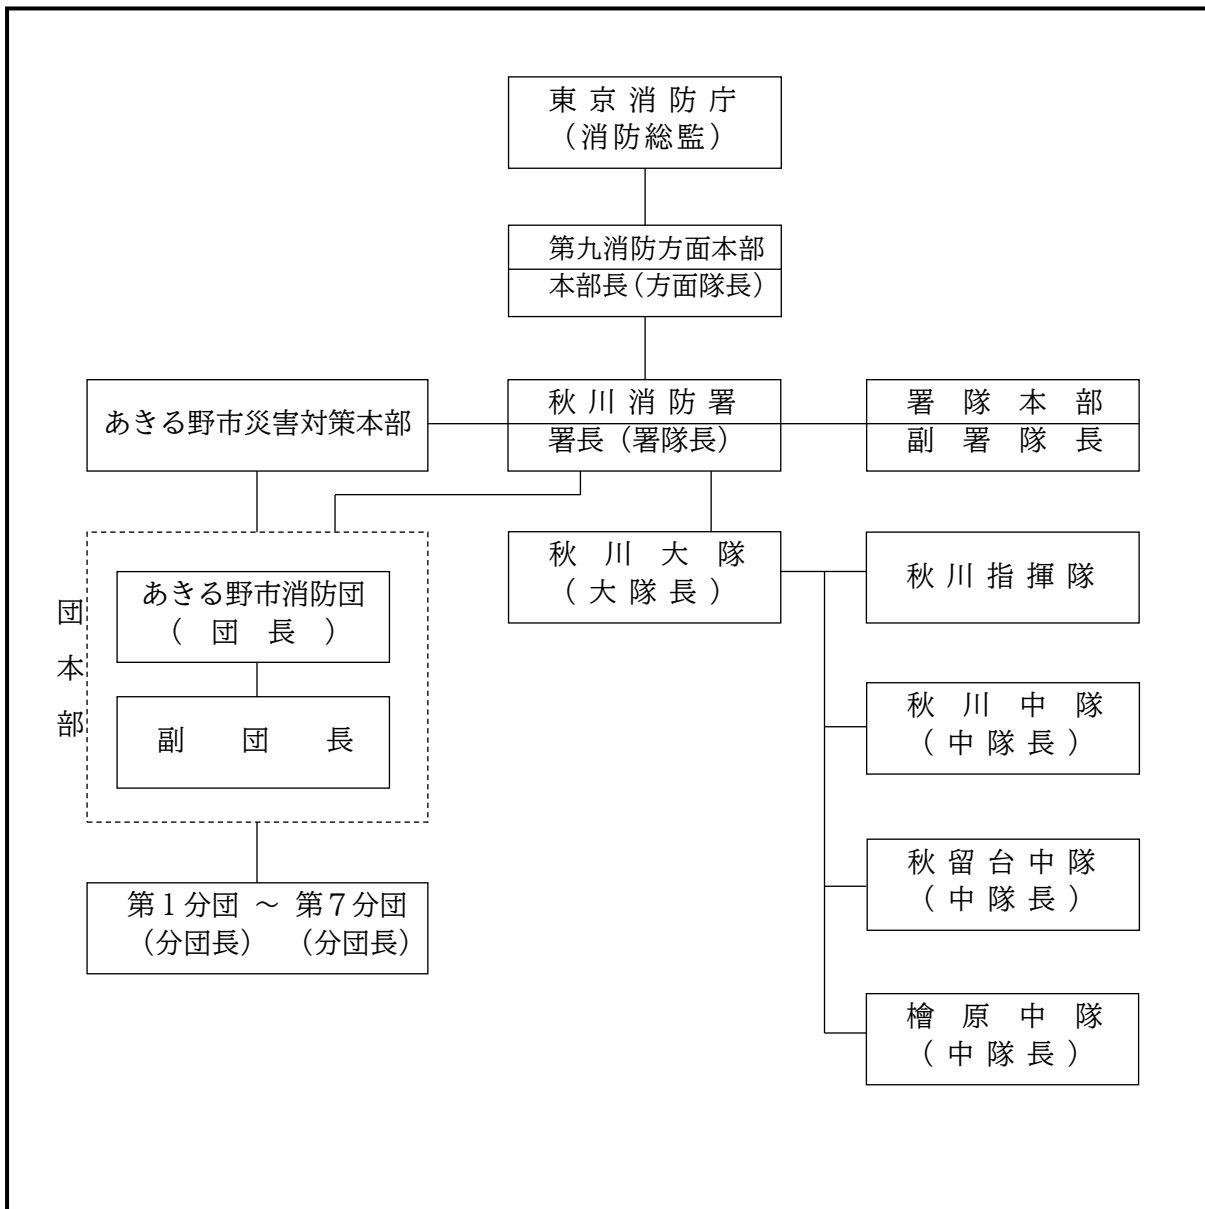 東京消防庁
（消防総監）
第九消防方面本部
本部長（方面隊長）
あきる野市災害対策本部
秋川消防署
署長（署隊長）
署隊本部
副署隊長
秋川大隊
（大隊長）
秋川指揮隊
団本部
あきる野市消防団
（団長）
副団長
秋川中隊
（中隊長）
秋留台中隊
（中隊長）
第１分団 ～ 第７分団
（分団長） （分団長）
檜原中隊
（中隊長）